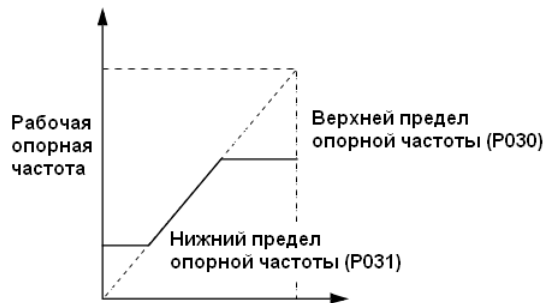 Рабочая
опорная
частота
Верхней предел
опорной частоты (P030)
Нижний предел
опорной частоты (P031)